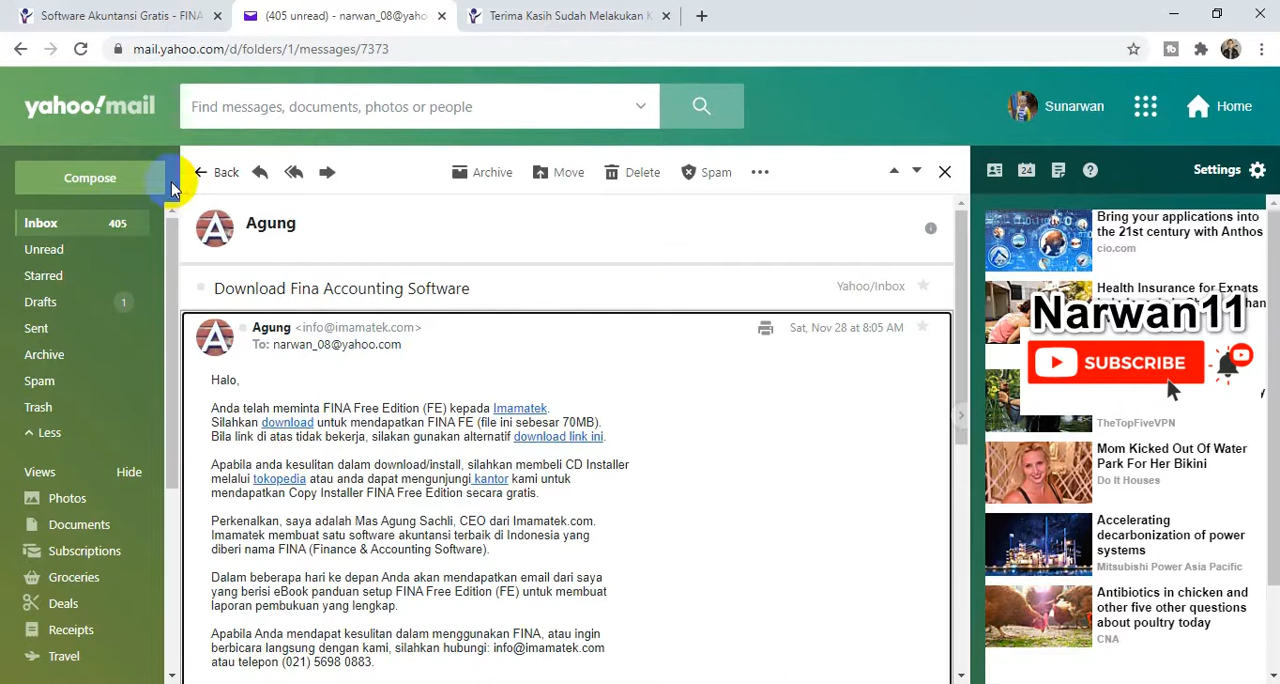 Software Akuntansi Gratis - FINA
(405 unread) - narwan_08@yaho
Terima Kasih Sudah Melakukan K
mail.yahoo.com/d/folders/1/messages/7373
yahoo!mail
Find messages, documents, photos or people
Sunarwan
Home
Compose
Back
Archive
Move
Delete
Spam
24
Settings
Inbox 405
Unread
Starred
Drafts 1
Sent
Archive
Spam
Trash
Less
Views Hide
Photos
Documents
Subscriptions
Groceries
Deals
Receipts
Travel
Agung
Download Fina Accounting Software
Yahoo/Inbox
Agung <info@imamatek.com>
Sat, Nov 28 at 8:05 AM
To: narwan_08@yahoo.com
Halo,
Anda telah meminta FINA Free Edition (FE) kepada Imamatek.
Silahkan download untuk mendapatkan FINA FE (file ini sebesar 70MB).
Bila link di atas tidak bekerja, silakan gunakan alternatif download link ini.
Apabila anda kesulitan dalam download/install, silahkan membeli CD Installer
melalui tokopedia atau anda dapat mengunjungi kantor kami untuk
mendapatkan Copy Installer FINA Free Edition secara gratis.
Perkenalkan, saya adalah Mas Agung Sachli, CEO dari Imamatek.com.
Imamatek membuat satu software akuntansi terbaik di Indonesia yang
diberi nama FINA (Finance & Accounting Software).
Dalam beberapa hari ke depan Anda akan mendapatkan email dari saya
yang berisi eBook panduan setup FINA Free Edition (FE) untuk membuat
laporan pembukuan yang lengkap.
Apabila Anda mendapat kesulitan dalam menggunakan FINA, atau ingin
berbicara langsung dengan kami, silahkan hubungi: info@imamatek.com
atau telepon (021) 5698 0883.
Bring your applications into
the 21st century with Anthos
cio.com
Health Insurance for Expats
Narwan11
SUBSCRIBE
TheTopFiveVPN
Mom Kicked Out Of Water
Park For Her Bikini
Do It Houses
Accelerating
decarbonization of power
systems
Mitsubishi Power Asia Pacific
Antibiotics in chicken and
other five other questions
about poultry today
CNA